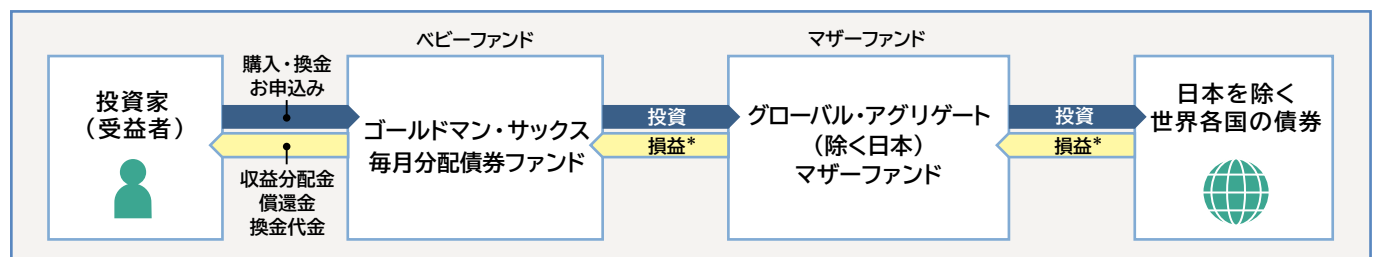 ベビーファンド
マザーファンド
投資家
（受益者）
購入・換金
お申込み
収益分配金
償還金
換金代金
ゴールドマン・サックス
毎月分配債券ファンド
投資
損益*
グローバル・アグリゲート
（除く日本）
マザーファンド
投資
損益*
日本を除く
世界各国の債券